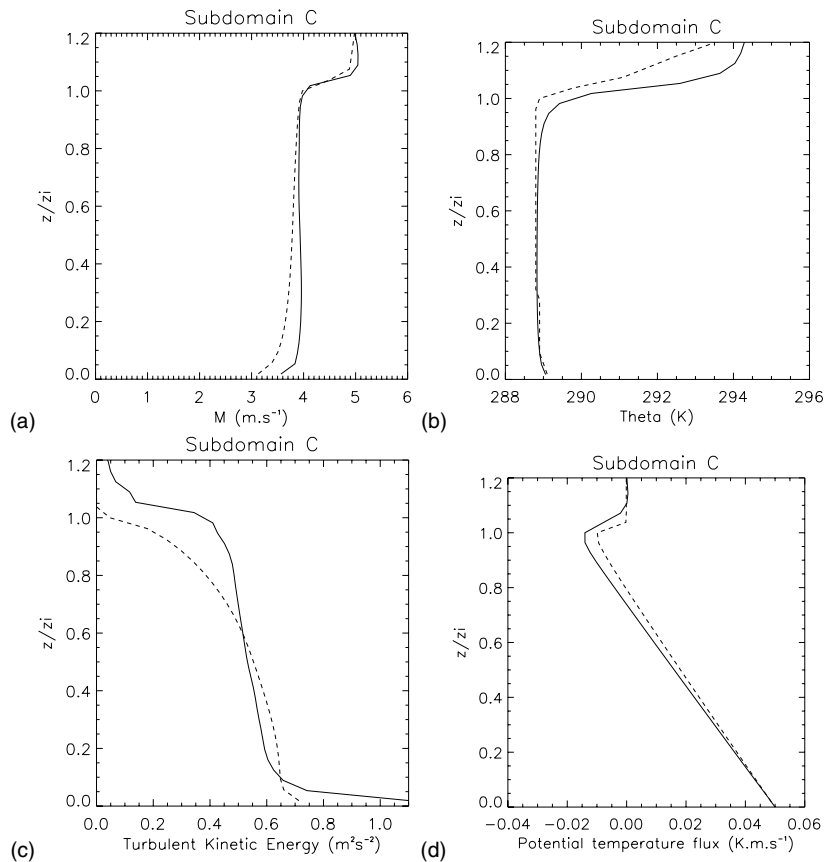 Subdomain C
1.2
1.0
0.8
0.6
0.4
0.2
0.0
z/zi
0 1 2 3 4 5 6
M (m.s⁻¹)
(a)
Subdomain C
1.2
1.0
0.8
0.6
0.4
0.2
0.0
z/zi
288 290 292 294 296
Theta (K)
(b)
Subdomain C
1.2
1.0
0.8
0.6
0.4
0.2
0.0
z/zi
0.0 0.2 0.4 0.6 0.8 1.0
Turbulent Kinetic Energy (m²s⁻²)
(c)
Subdomain C
1.2
1.0
0.8
0.6
0.4
0.2
0.0
z/zi
−0.04 −0.02 0.00 0.02 0.04 0.06
Potential temperature flux (K.m.s⁻¹)
(d)